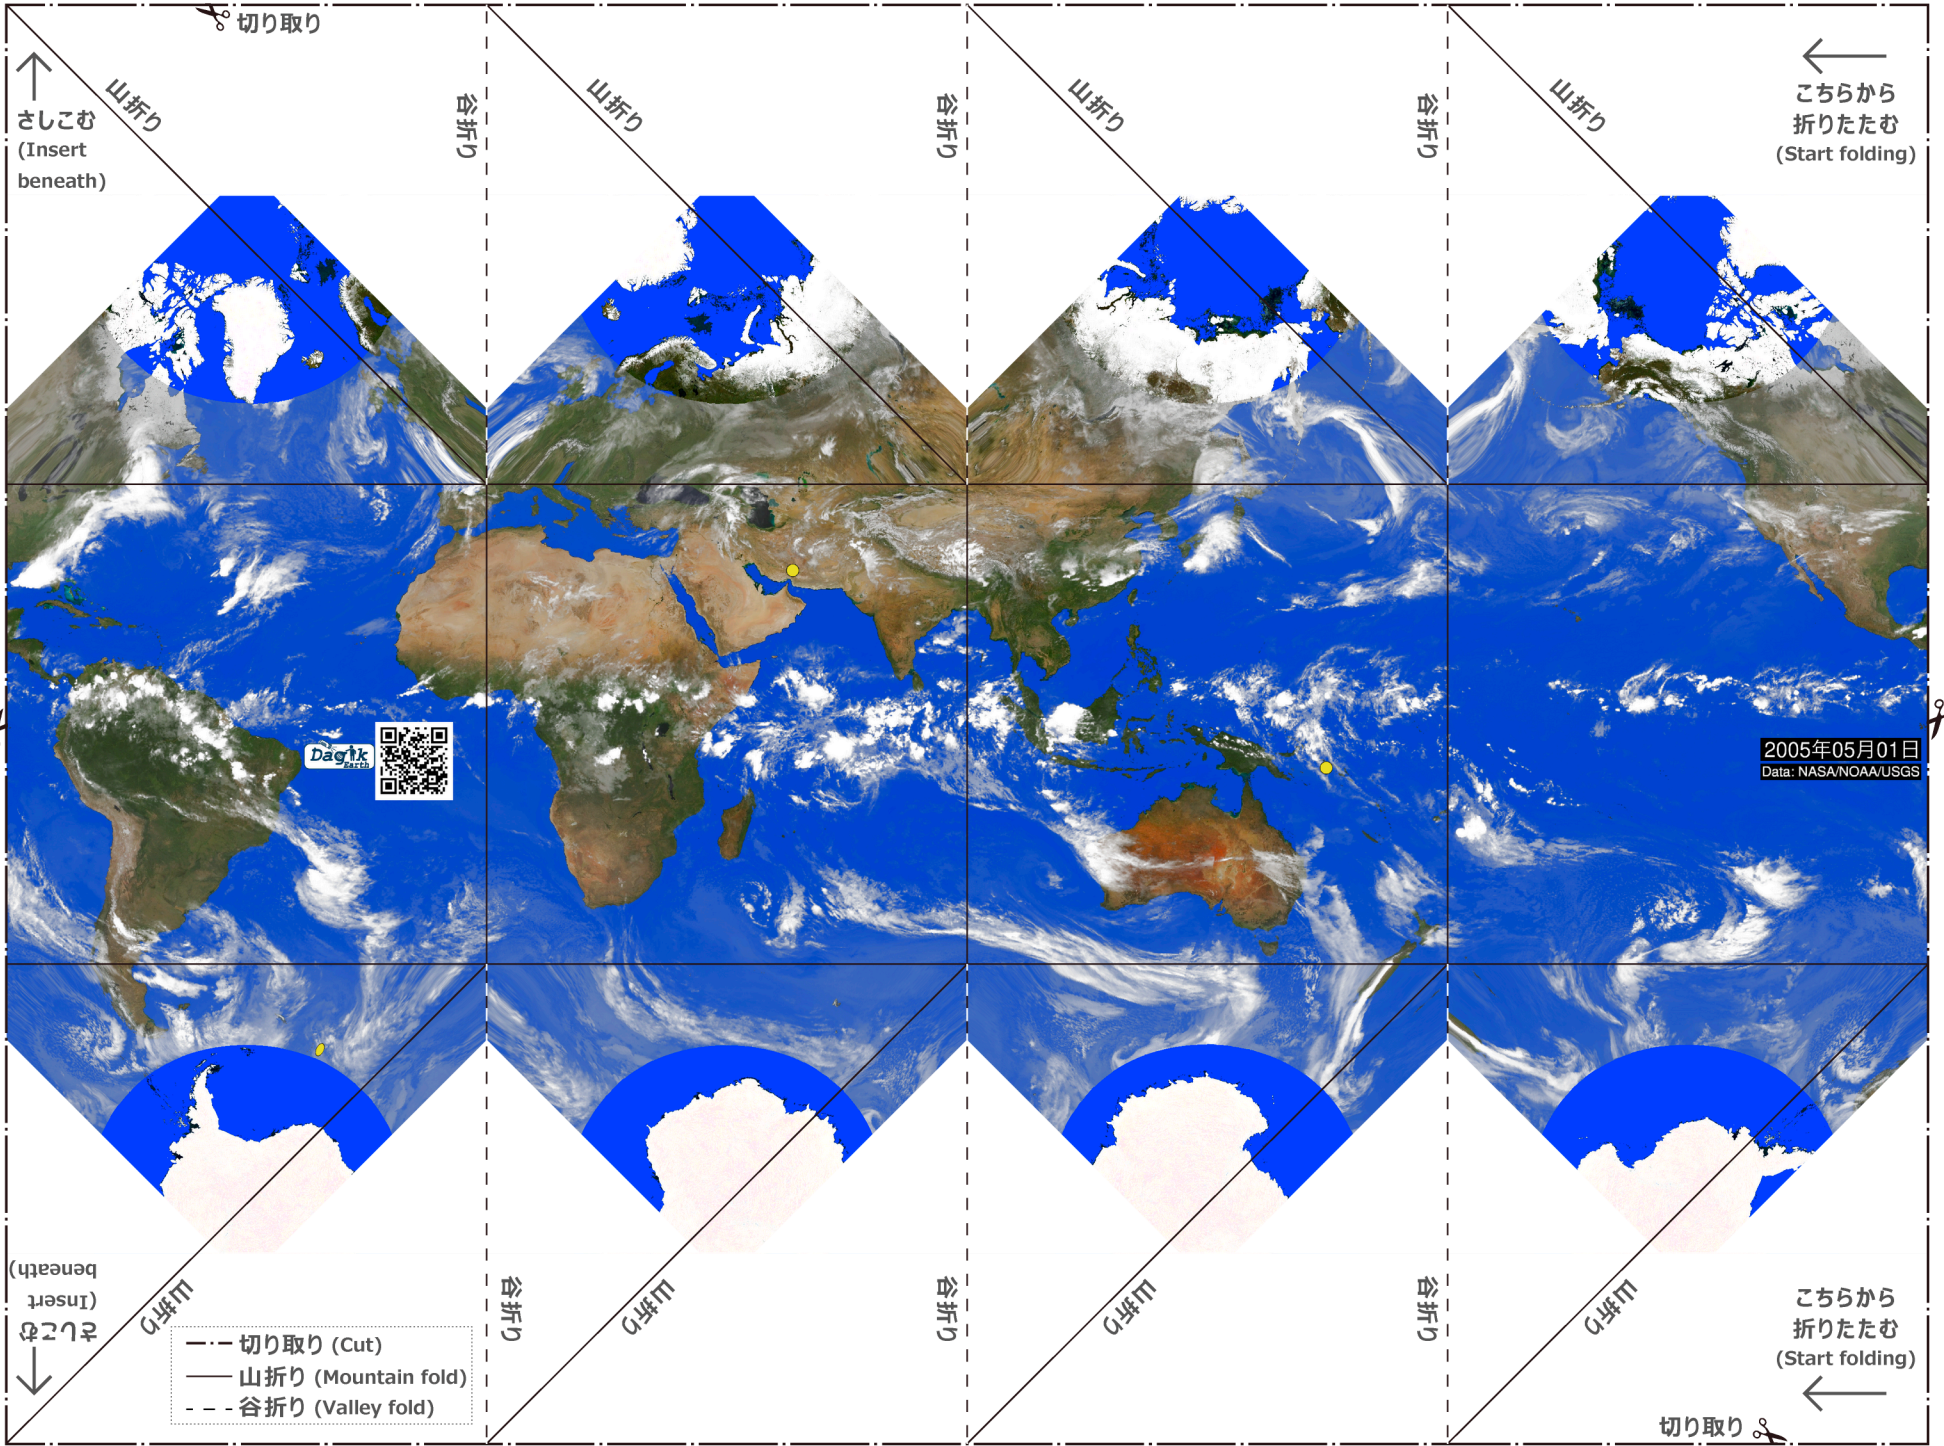 切り取り
さしこむ
(Insert
beneath)
山折り
谷折り
山折り
谷折り
山折り
谷折り
山折り
こちらから
折りたたむ
(Start folding)
Dagik
Earth
2005年05月01日
Data: NASA/NOAA/USGS
さしこむ
(Insert
beneath)
山折り
谷折り
山折り
谷折り
山折り
谷折り
山折り
こちらから
折りたたむ
(Start folding)
切り取り (Cut)
山折り (Mountain fold)
谷折り (Valley fold)
切り取り